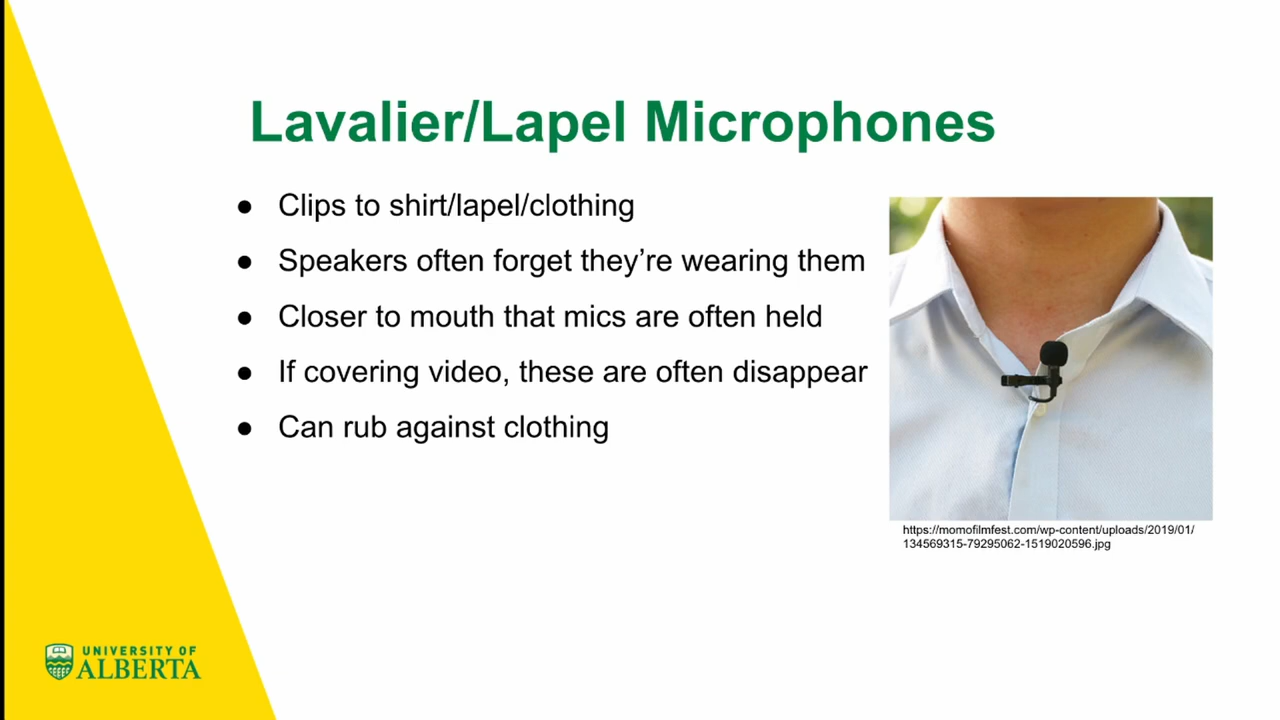 Lavalier/Lapel Microphones
● Clips to shirt/lapel/clothing
● Speakers often forget they’re wearing them
● Closer to mouth that mics are often held
● If covering video, these are often disappear
● Can rub against clothing
https://momofilmfest.com/wp-content/uploads/2019/01/
134569315-79295062-1519020596.jpg
UNIVERSITY OF
ALBERTA